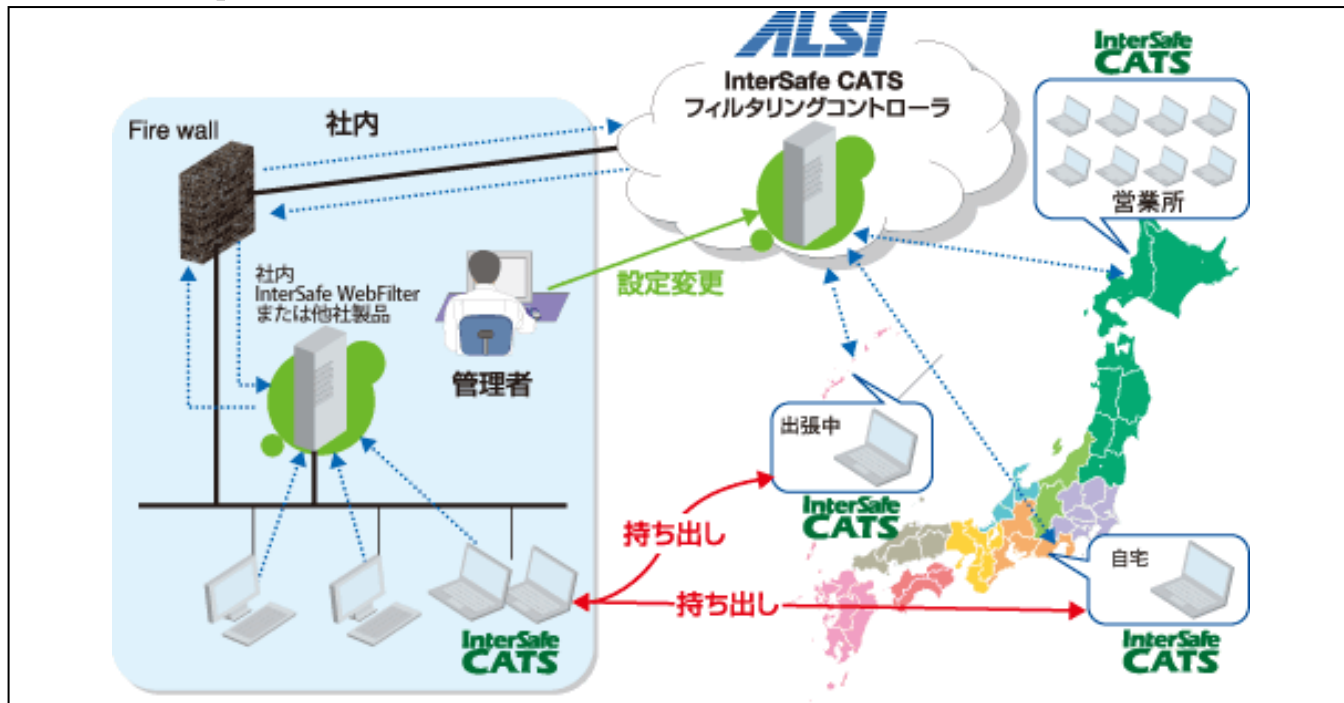 ALSI
InterSafe CATS
フィルタリングコントローラ
InterSafe
CATS
営業所
Fire wall
社内
社内
InterSafe WebFilter
または他社製品
管理者
設定変更
出張中
InterSafe
CATS
持ち出し
持ち出し
自宅
InterSafe
CATS
InterSafe
CATS